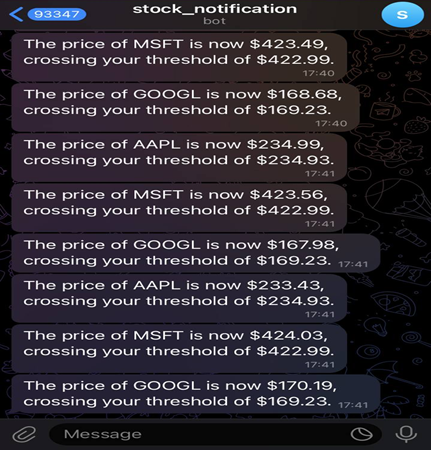 93347
stock_notification
bot
S
The price of MSFT is now $423.49,
crossing your threshold of $422.99.
17:40
The price of GOOGL is now $168.68,
crossing your threshold of $169.23.
17:40
The price of AAPL is now $234.99,
crossing your threshold of $234.93.
17:41
The price of MSFT is now $423.56,
crossing your threshold of $422.99.
17:41
The price of GOOGL is now $167.98,
crossing your threshold of $169.23. 17:41
The price of AAPL is now $233.43,
crossing your threshold of $234.93.
17:41
The price of MSFT is now $424.03,
crossing your threshold of $422.99.
17:41
The price of GOOGL is now $170.19,
crossing your threshold of $169.23. 17:41
Message